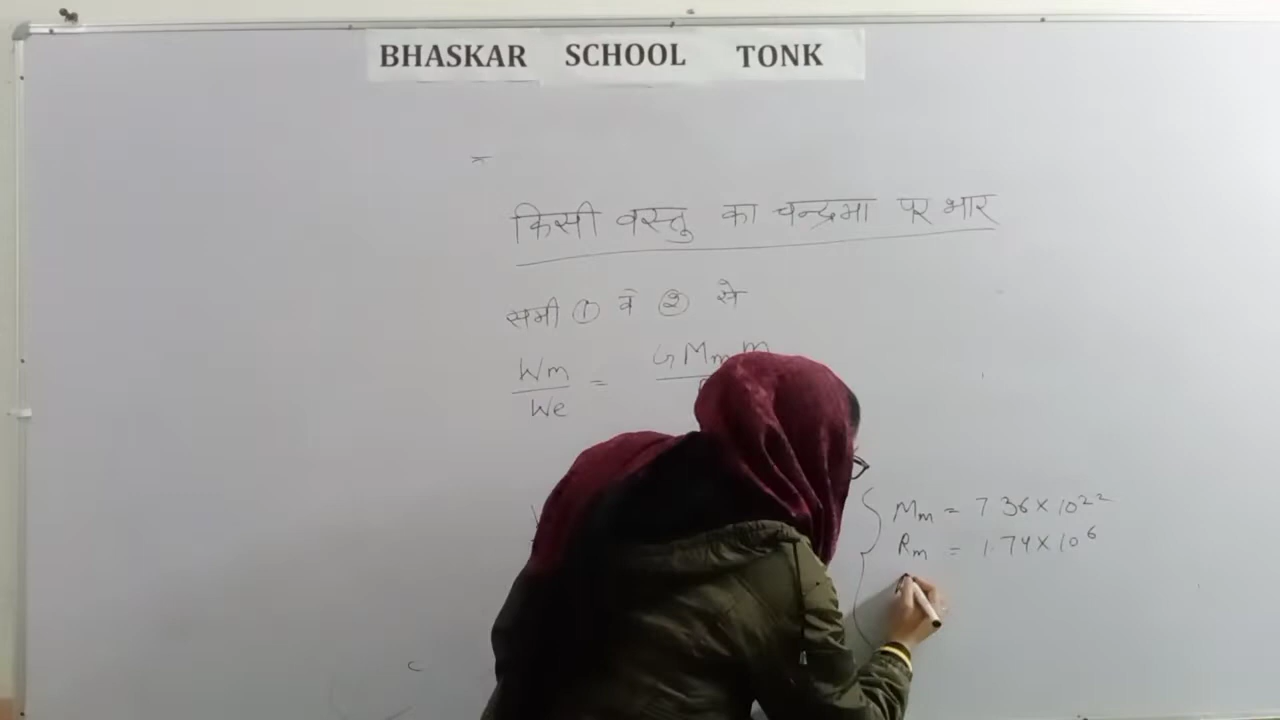 BHASKAR SCHOOL TONK
किसी वस्तु का चन्द्रमा पर भार
समी ① व ② से
Wm / We = G Mm m
Mm = 7.36 × 10²²
Rm = 1.74 × 10⁶